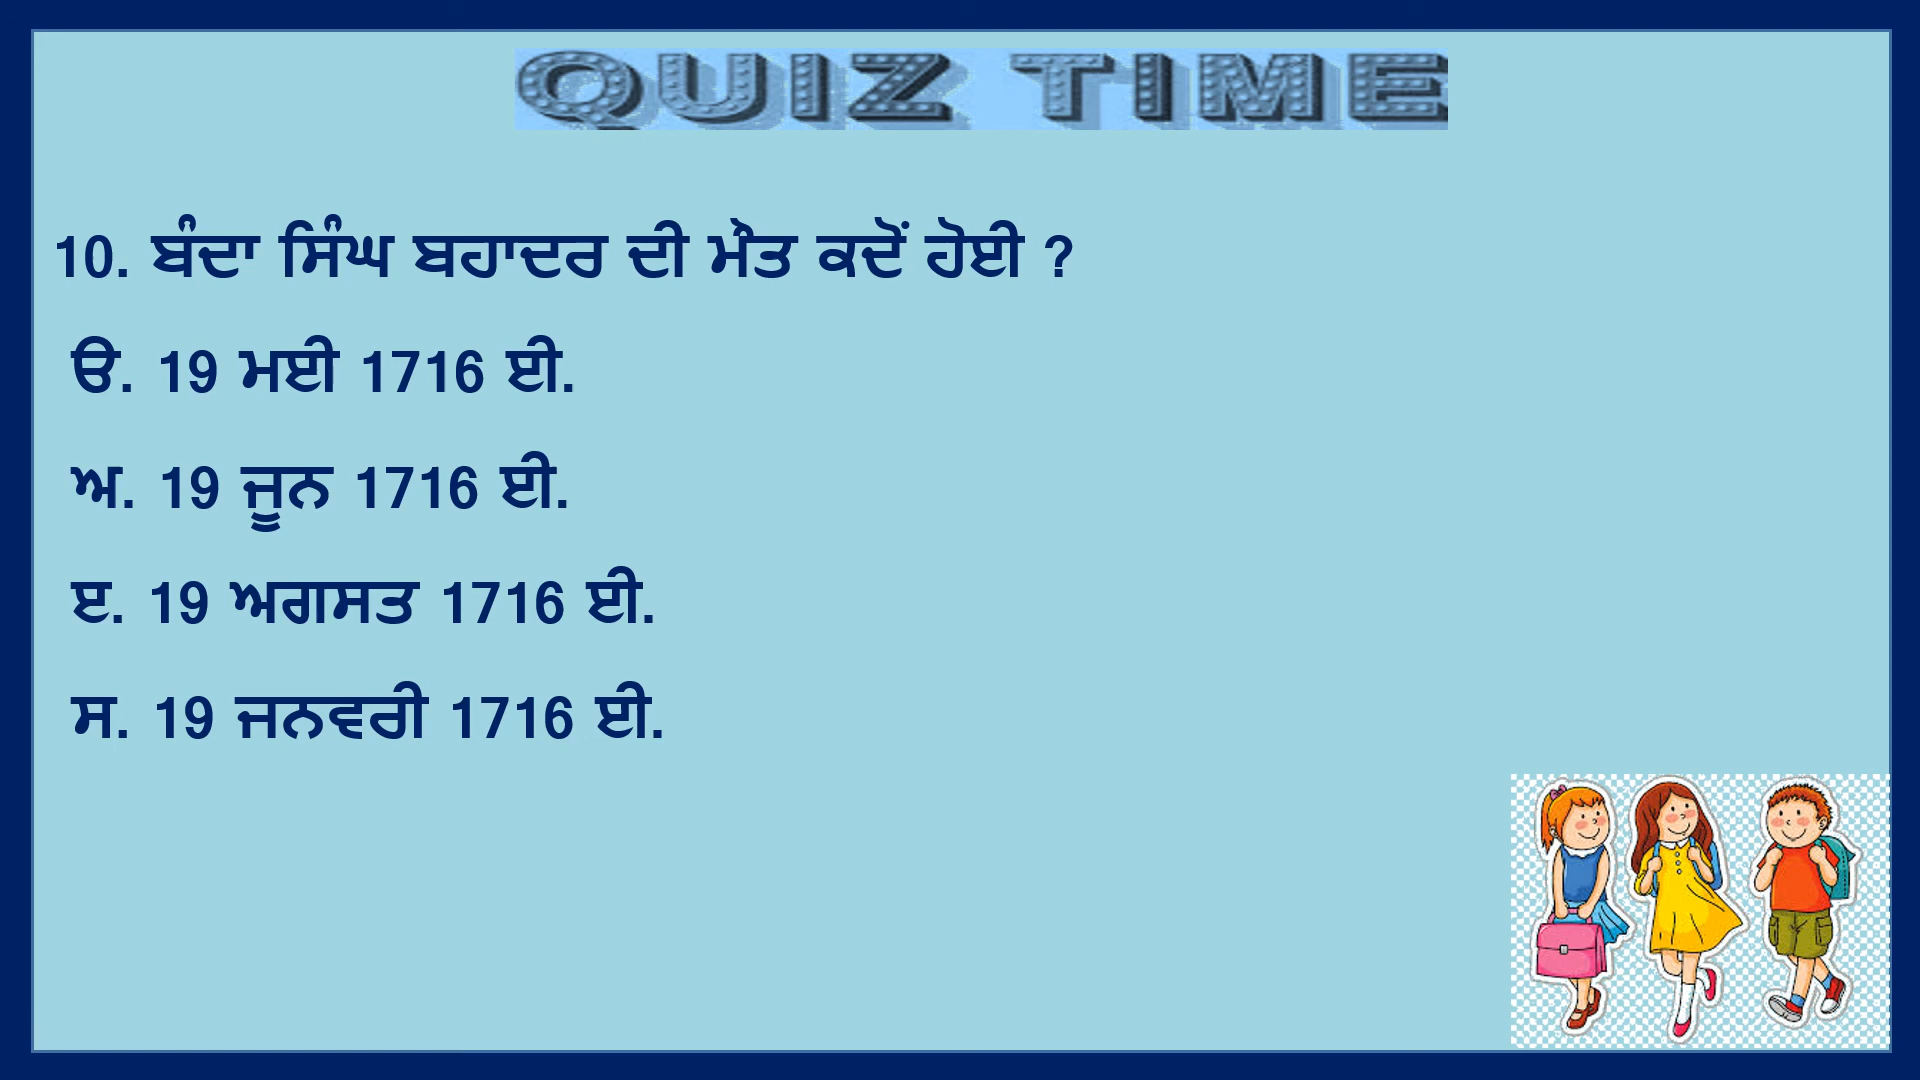 QUIZ TIME
10. ਬੰਦਾ ਸਿੰਘ ਬਹਾਦਰ ਦੀ ਮੌਤ ਕਦੋਂ ਹੋਈ ?
ੳ. 19 ਮਈ 1716 ਈ.
ਅ. 19 ਜੂਨ 1716 ਈ.
ੲ. 19 ਅਗਸਤ 1716 ਈ.
ਸ. 19 ਜਨਵਰੀ 1716 ਈ.